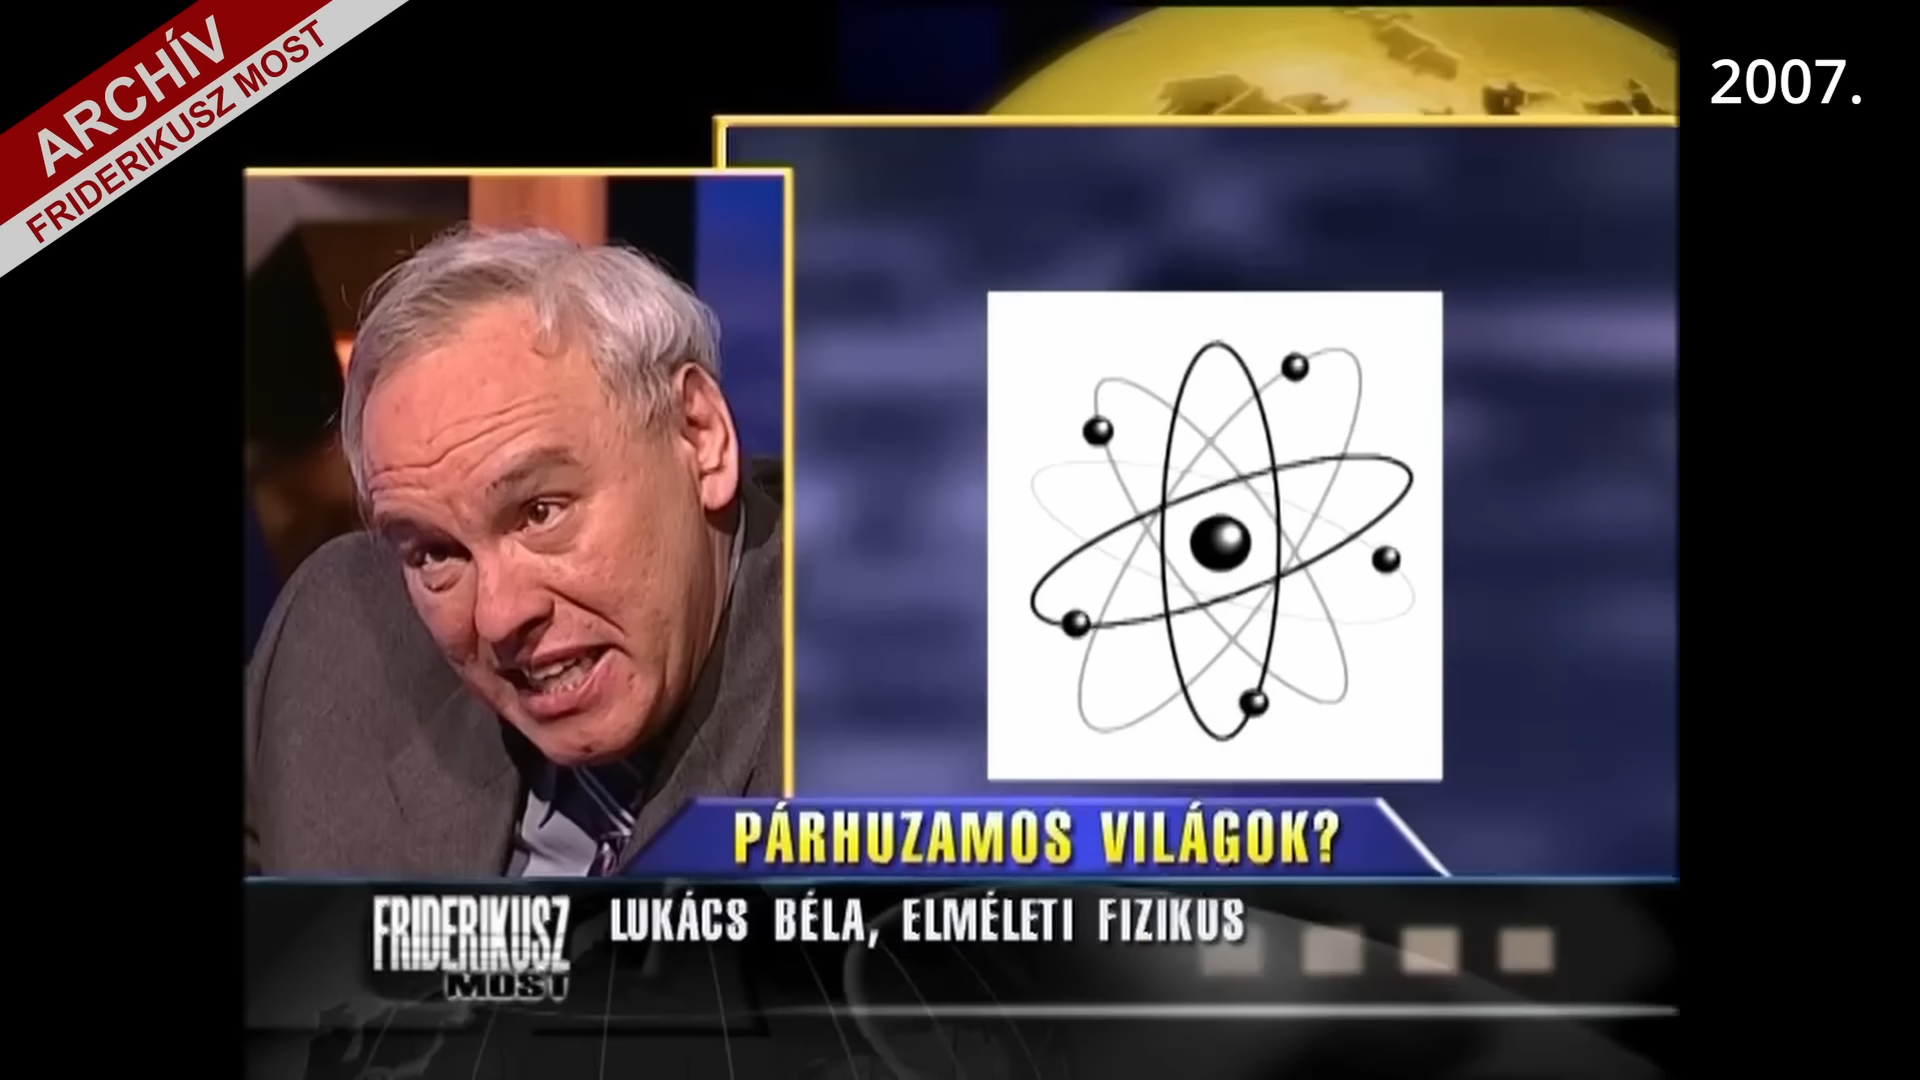 ARCHÍV
FRIDERIKUSZ MOST
2007.
PÁRHUZAMOS VILÁGOK?
FRIDERIKUSZ
MOST
LUKÁCS BÉLA, ELMÉLETI FIZIKUS